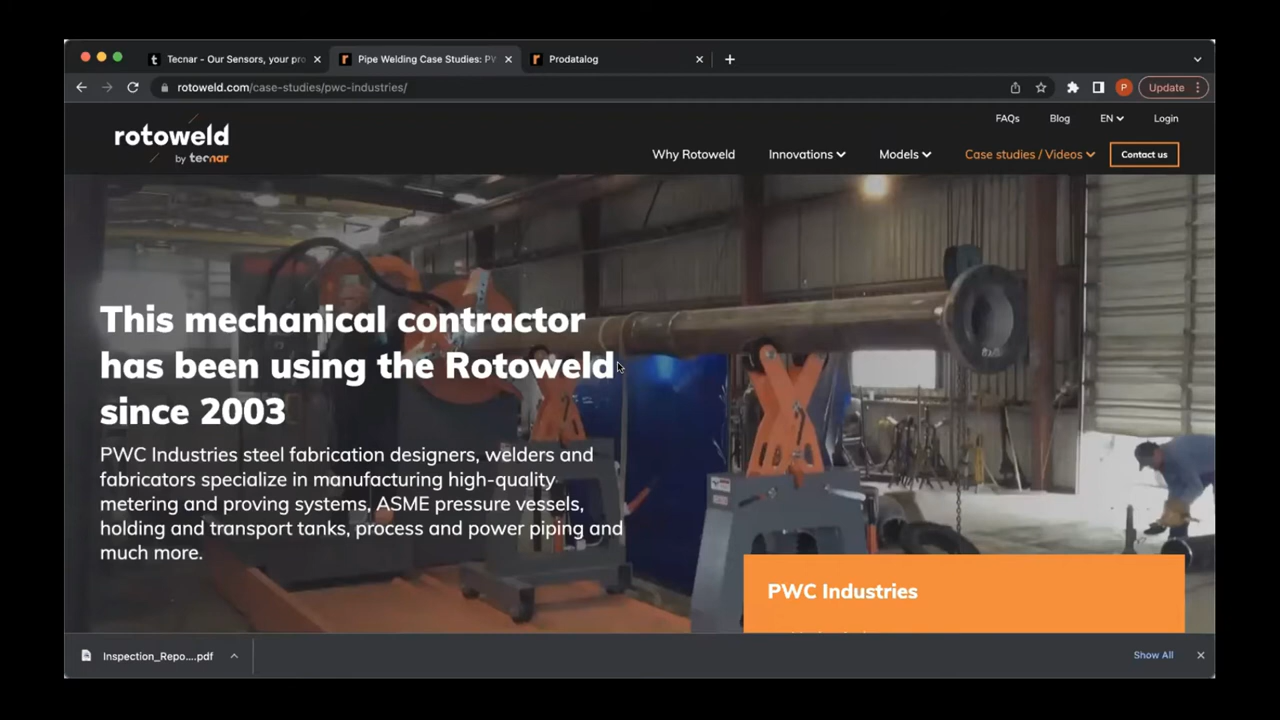 Tecnar - Our Sensors, your pro
Pipe Welding Case Studies: PV
Prodatalog
rotoweld.com/case-studies/pwc-industries/
P
Update
FAQs
Blog
EN
Login
rotoweld
by tecnar
Why Rotoweld
Innovations
Models
Case studies / Videos
Contact us
This mechanical contractor
has been using the Rotoweld
since 2003
PWC Industries steel fabrication designers, welders and
fabricators specialize in manufacturing high-quality
metering and proving systems, ASME pressure vessels,
holding and transport tanks, process and power piping and
much more.
PWC Industries
Inspection_Repo....pdf
Show All